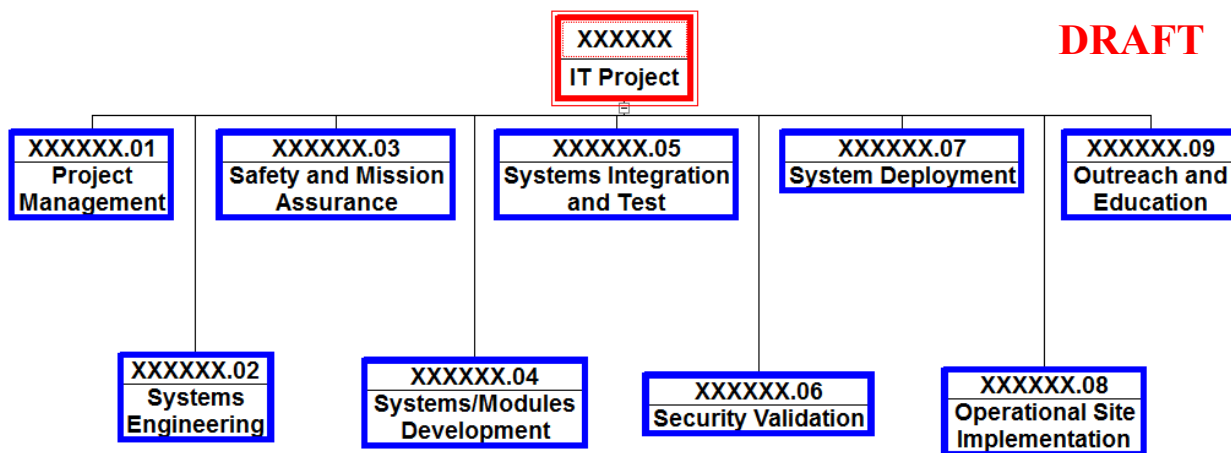 XXXXXX
IT Project
DRAFT
XXXXXX.01
Project
Management
XXXXXX.03
Safety and Mission
Assurance
XXXXXX.05
Systems Integration
and Test
XXXXXX.07
System Deployment
XXXXXX.09
Outreach and
Education
XXXXXX.02
Systems
Engineering
XXXXXX.04
Systems/Modules
Development
XXXXXX.06
Security Validation
XXXXXX.08
Operational Site
Implementation